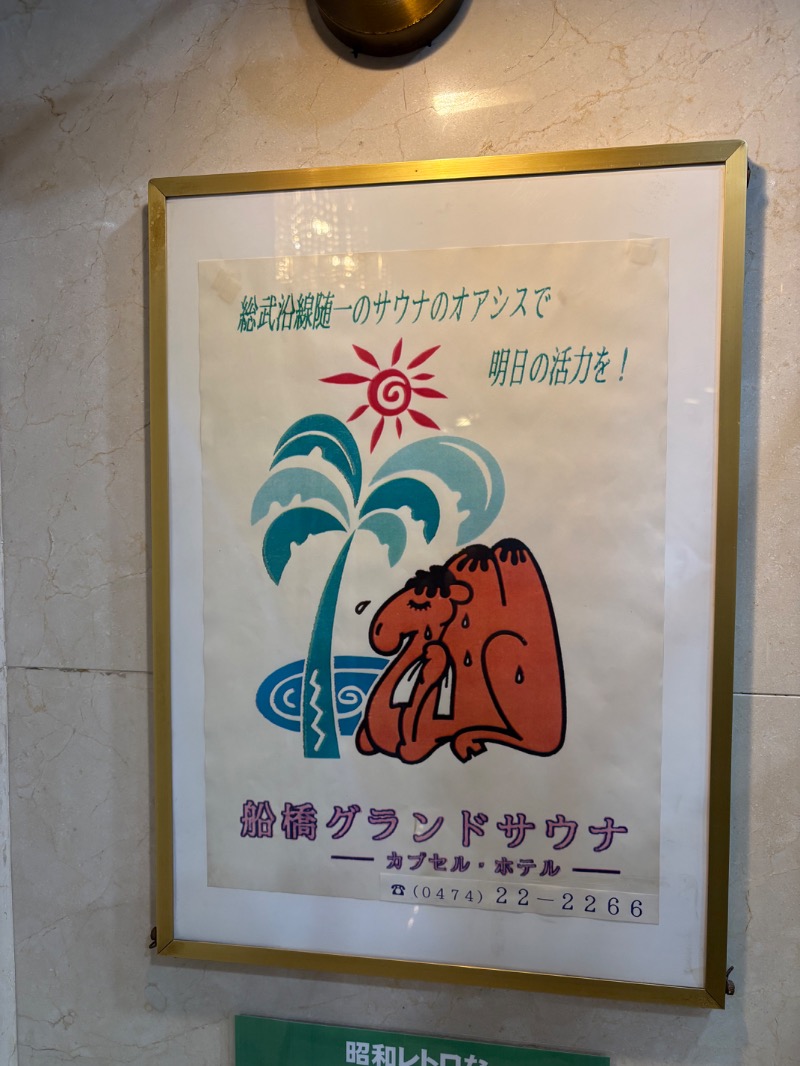 総武沿線随一のサウナのオアシスで
明日の活力を！
船橋グランドサウナ
カプセル・ホテル
☎(0474)22-2266
昭和レトロな